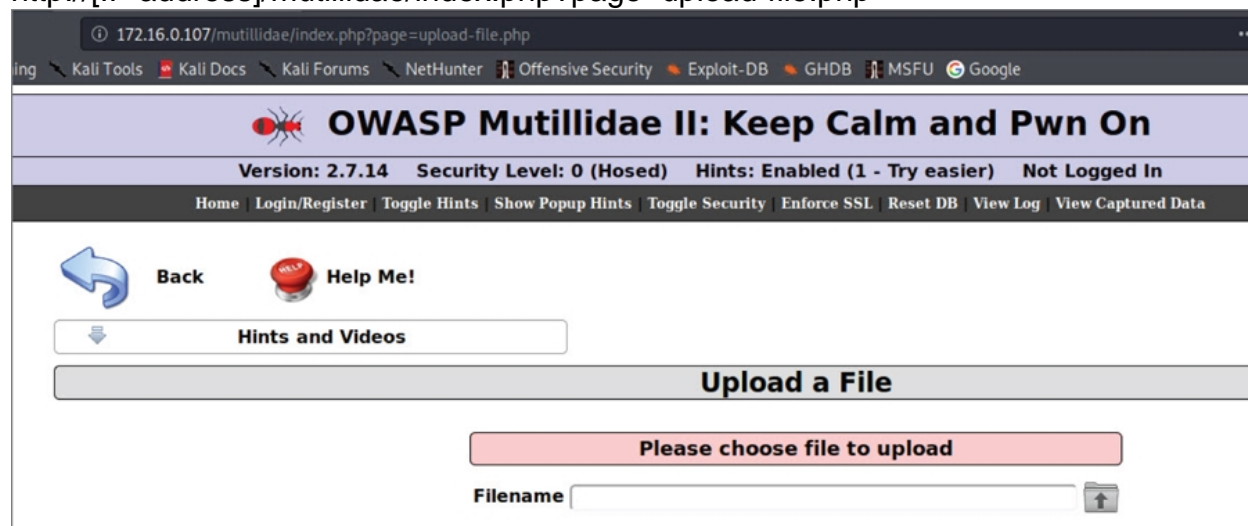 172.16.0.107/mutillidae/index.php?page=upload-file.php
ing Kali Tools Kali Docs Kali Forums NetHunter Offensive Security Exploit-DB GHDB MSFU Google
OWASP Mutillidae II: Keep Calm and Pwn On
Version: 2.7.14 Security Level: 0 (Hosed) Hints: Enabled (1 - Try easier) Not Logged In
Home | Login/Register | Toggle Hints | Show Popup Hints | Toggle Security | Enforce SSL | Reset DB | View Log | View Captured Data
Back HELP Help Me!
Hints and Videos
Upload a File
Please choose file to upload
Filename